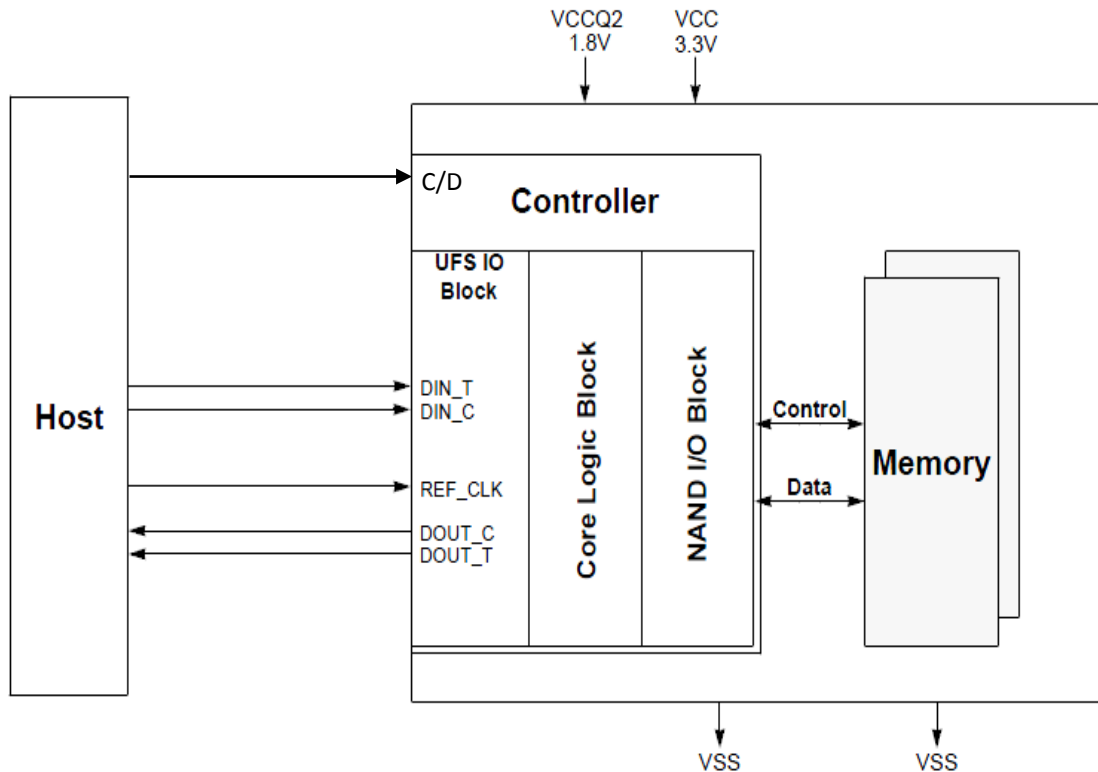 VCCQ2
1.8V
VCC
3.3V
C/D
Controller
UFS IO
Block
DIN_T
DIN_C
REF_CLK
DOUT_C
DOUT_T
Core Logic Block
NAND I/O Block
Host
Control
Data
Memory
VSS
VSS